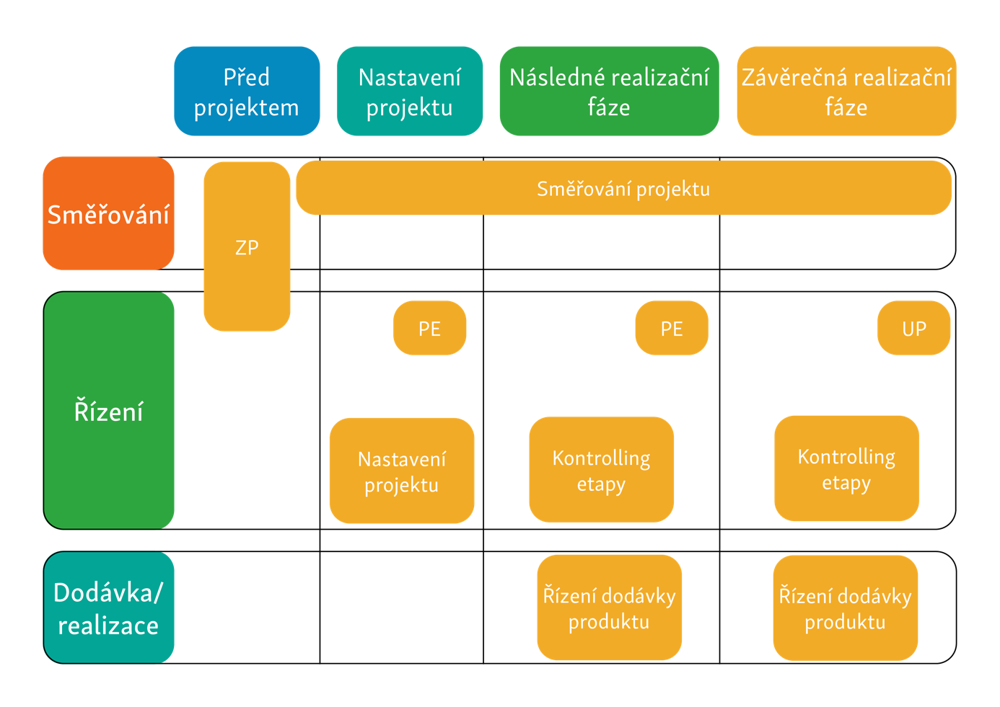 Před
projektem
Nastavení
projektu
Následné realizační
fáze
Závěrečná realizační
fáze
Směřování
ZP
Směřování projektu
Řízení
PE
PE
UP
Nastavení
projektu
Kontrolling
etapy
Kontrolling
etapy
Dodávka/
realizace
Řízení dodávky
produktu
Řízení dodávky
produktu